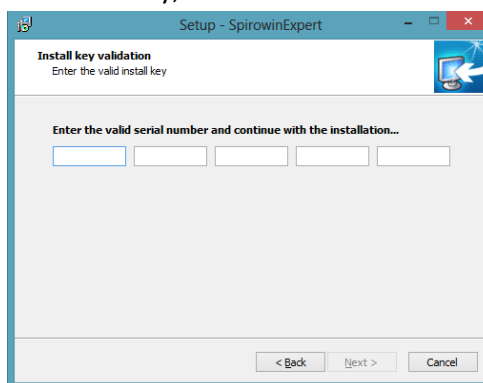 Setup - SpirowinExpert
Install key validation
Enter the valid install key
Enter the valid serial number and continue with the installation...
< Back
Next >
Cancel